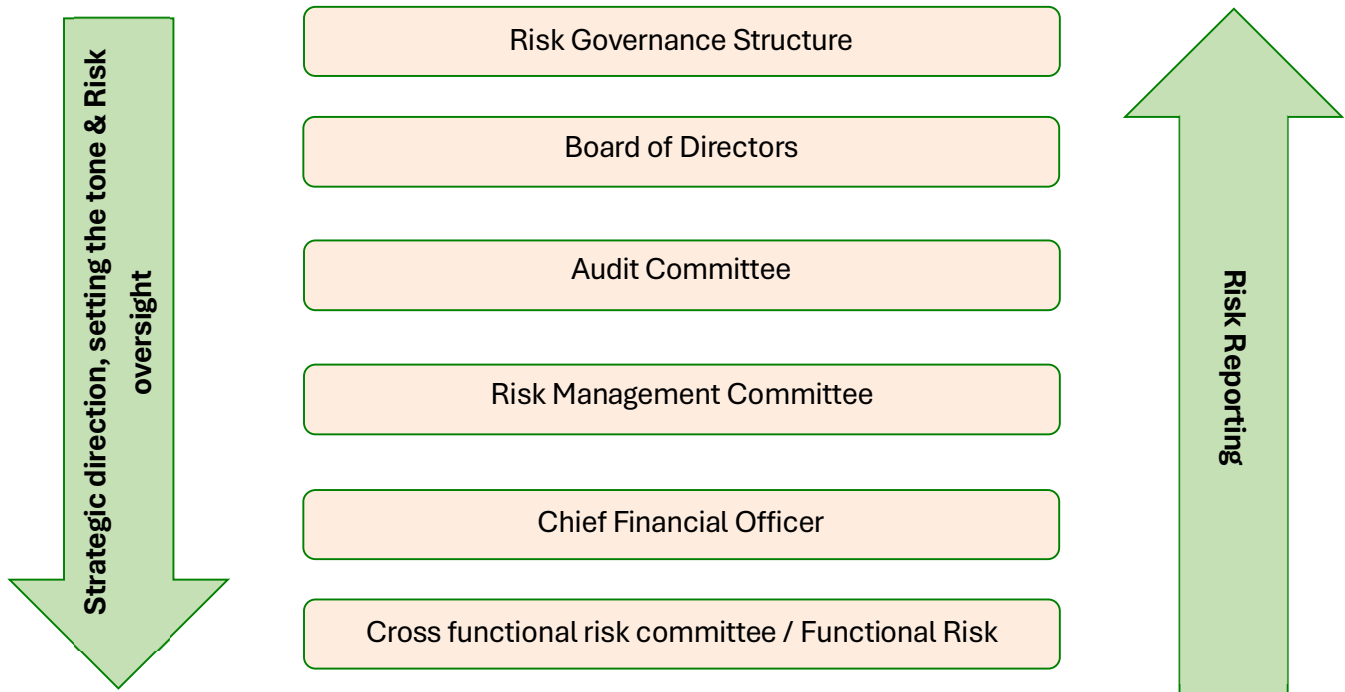 Strategic direction, setting the tone & Risk
oversight
Risk Governance Structure
Board of Directors
Audit Committee
Risk Management Committee
Chief Financial Officer
Cross functional risk committee / Functional Risk
Risk Reporting